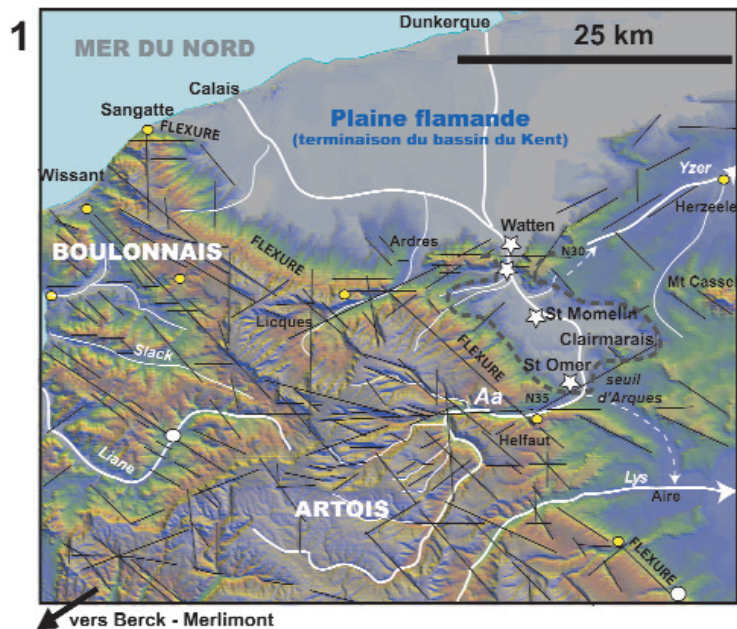 1
Dunkerque
MER DU NORD
25 km
Calais
Sangatte
FLEXURE
Plaine flamande
(terminaison du bassin du Kent)
Wissant
Yzer
Herzeele
Watten
BOULONNAIS
FLEXURE
Ardres
N30
Mt Casse
Licques
St Momelin
Clairmarais
Slack
FLEXURE
St Omer
seuil
d'Arques
Aa
N35
Helfaut
Liane
Lys
Aire
ARTOIS
FLEXURE
vers Berck - Merlimont